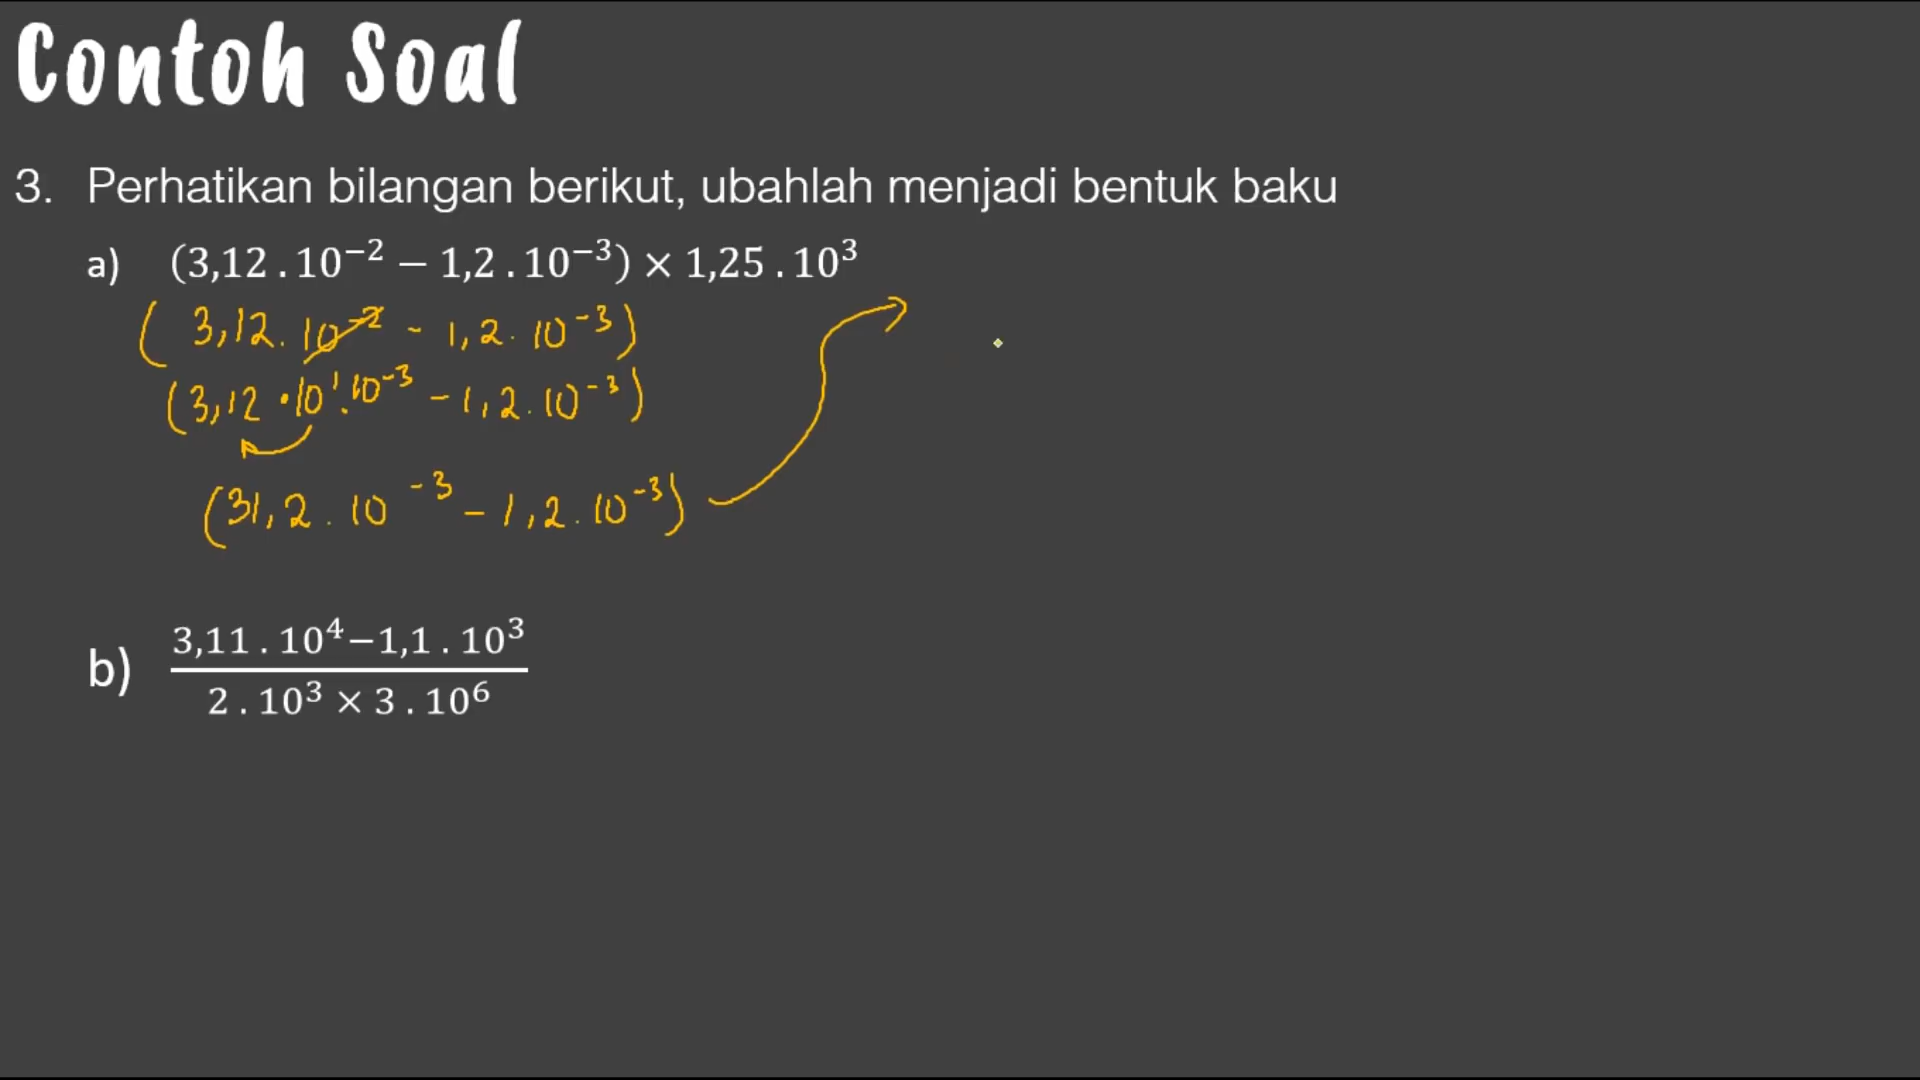 Contoh Soal
3. Perhatikan bilangan berikut, ubahlah menjadi bentuk baku
a) (3,12 . 10⁻² − 1,2 . 10⁻³) × 1,25 . 10³
( 3,12. 10⁻² - 1,2. 10⁻³)
(3,12 . 10¹. 10⁻³ - 1,2. 10⁻³)
(31,2. 10⁻³ - 1,2. 10⁻³)
3,11 . 10⁴−1,1 . 10³
b)
2 . 10³ × 3 . 10⁶